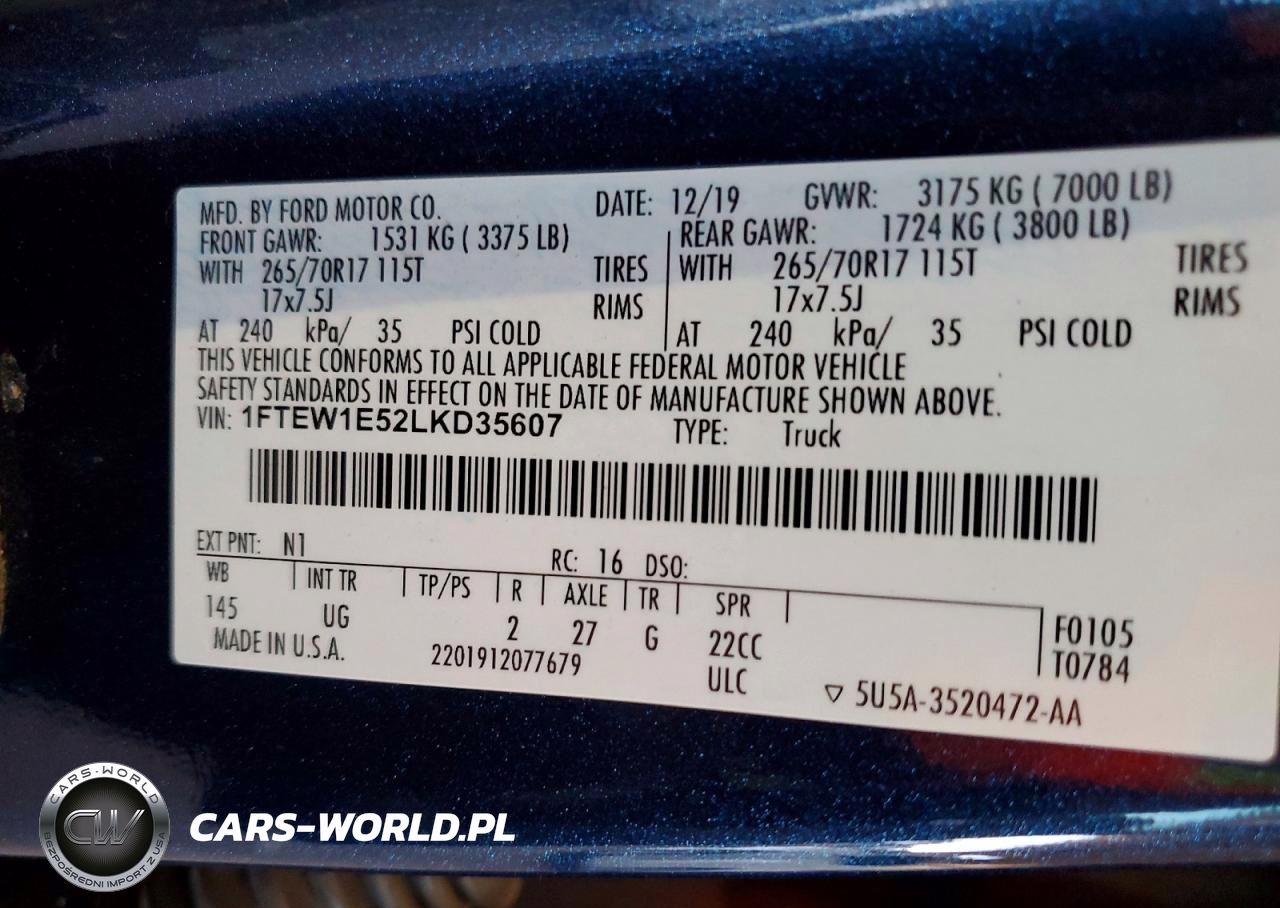 MFD. BY FORD MOTOR CO. DATE: 12/19 GVWR: 3175 KG ( 7000 LB)
FRONT GAWR: 1531 KG ( 3375 LB) REAR GAWR: 1724 KG ( 3800 LB)
WITH 265/70R17 115T TIRES WITH 265/70R17 115T TIRES
17x7.5J RIMS 17x7.5J RIMS
AT 240 kPa/ 35 PSI COLD AT 240 kPa/ 35 PSI COLD
THIS VEHICLE CONFORMS TO ALL APPLICABLE FEDERAL MOTOR VEHICLE
SAFETY STANDARDS IN EFFECT ON THE DATE OF MANUFACTURE SHOWN ABOVE.
VIN: 1FTEW1E52LKD35607 TYPE: Truck
EXT PNT: N1 RC: 16 DSO:
WB INT TR TP/PS R AXLE TR SPR
145 UG 2 27 G 22CC F0105
MADE IN U.S.A. 2201912077679 ULC T0784
▽ 5U5A-3520472-AA
CARS-WORLD
CW
BEZPOŚREDNI IMPORT Z USA
CARS-WORLD.PL